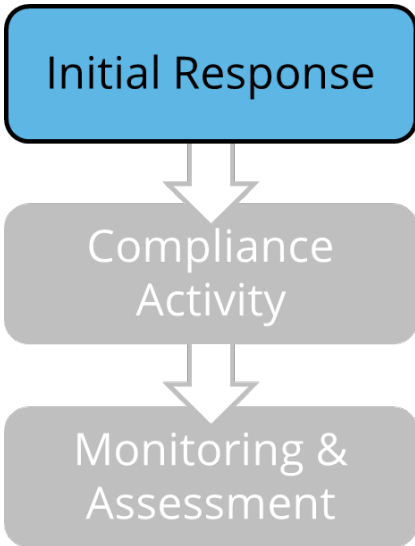 Initial Response
Compliance
Activity
Monitoring &
Assessment